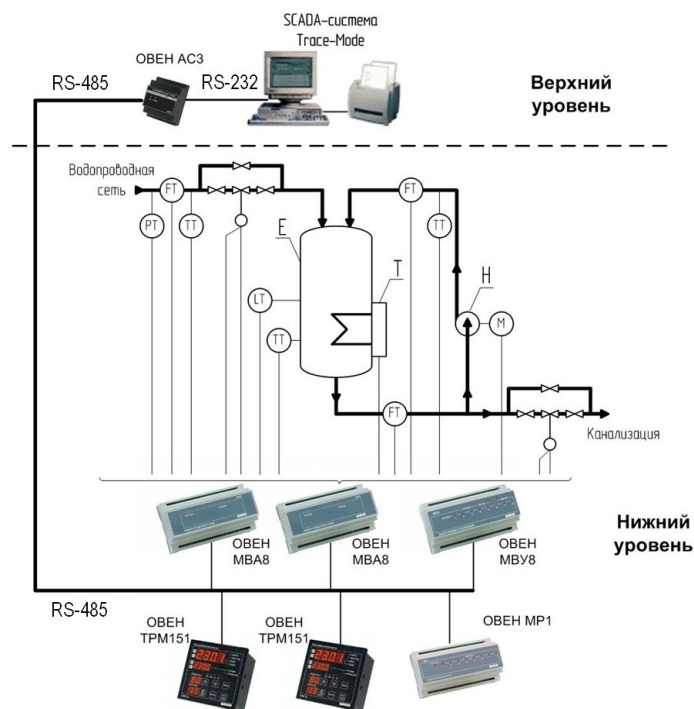 SCADA-система
Trace-Mode
ОВЕН АС3
RS-485
RS-232
Верхний
уровень
Водопроводная
сеть
FT
FT
PT
TT
E
TT
T
H
LT
M
TT
FT
Канализация
ОВЕН
МВА8
ОВЕН
МВА8
ОВЕН
МВУ8
Нижний
уровень
RS-485
ОВЕН
ТРМ151
ОВЕН
ТРМ151
ОВЕН МР1